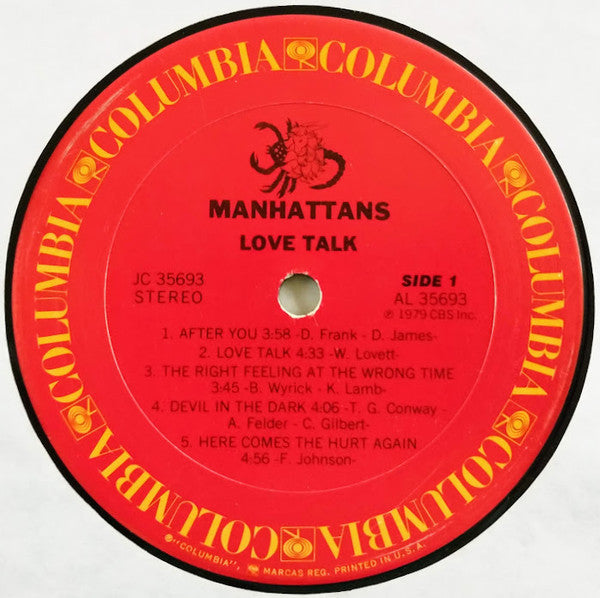 COLUMBIA COLUMBIA COLUMBIA COLUMBIA COLUMBIA COLUMBIA
MANHATTANS
LOVE TALK
JC 35693
STEREO
SIDE 1
AL 35693
℗ 1979 CBS Inc.
1. AFTER YOU 3:58 -D. Frank - D. James-
2. LOVE TALK 4:33 -W. Lovett-
3. THE RIGHT FEELING AT THE WRONG TIME
3:45 -B. Wyrick - K. Lamb-
4. DEVIL IN THE DARK 4:06 -T. G. Conway -
A. Felder - C. Gilbert-
5. HERE COMES THE HURT AGAIN
4:56 -F. Johnson-
®"COLUMBIA", MARCAS REG. PRINTED IN U.S.A.